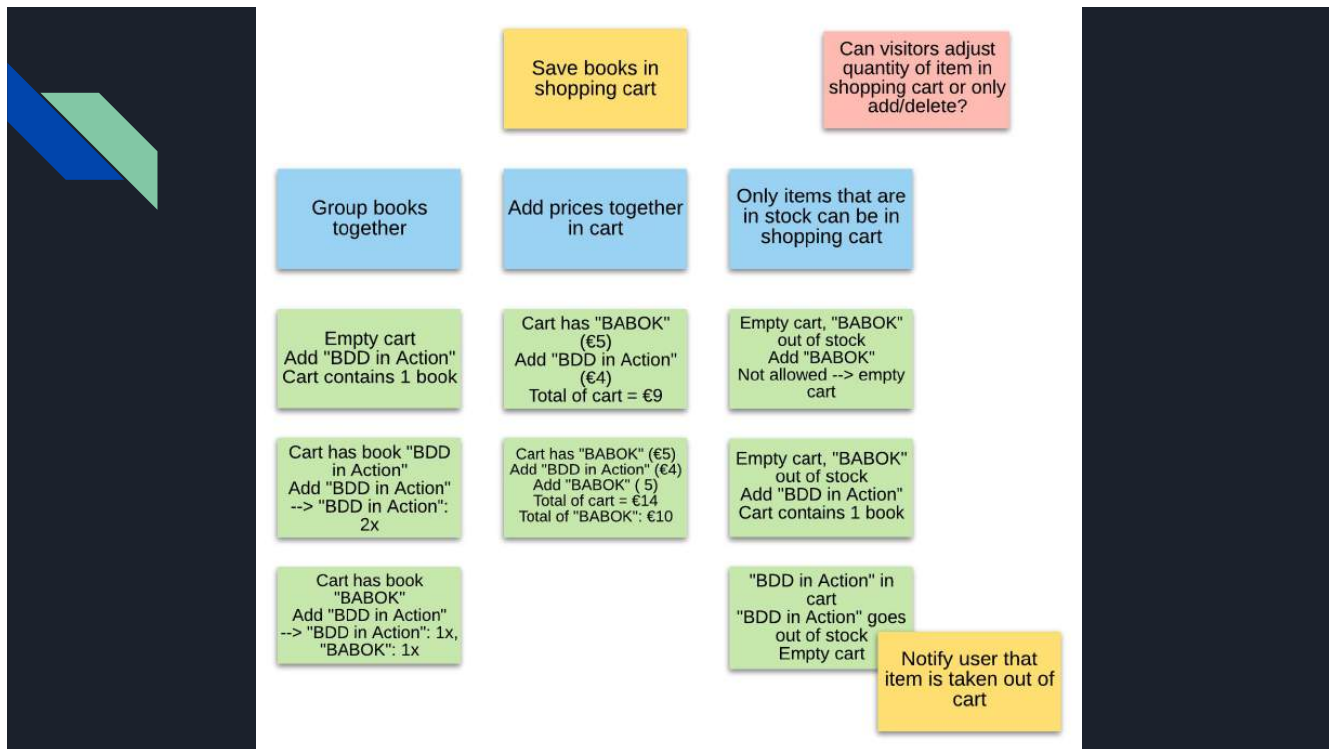 Save books in
shopping cart
Can visitors adjust
quantity of item in
shopping cart or only
add/delete?
Group books
together
Add prices together
in cart
Only items that are
in stock can be in
shopping cart
Empty cart
Add "BDD in Action"
Cart contains 1 book
Cart has "BABOK"
(€5)
Add "BDD in Action"
(€4)
Total of cart = €9
Empty cart, "BABOK"
out of stock
Add "BABOK"
Not allowed --> empty
cart
Cart has book "BDD
in Action"
Add "BDD in Action"
--> "BDD in Action":
2x
Cart has "BABOK" (€5)
Add "BDD in Action" (€4)
Add "BABOK" ( 5)
Total of cart = €14
Total of "BABOK": €10
Empty cart, "BABOK"
out of stock
Add "BDD in Action"
Cart contains 1 book
Cart has book
"BABOK"
Add "BDD in Action"
--> "BDD in Action": 1x,
"BABOK": 1x
"BDD in Action" in
cart
"BDD in Action" goes
out of stock
Empty cart
Notify user that
item is taken out of
cart